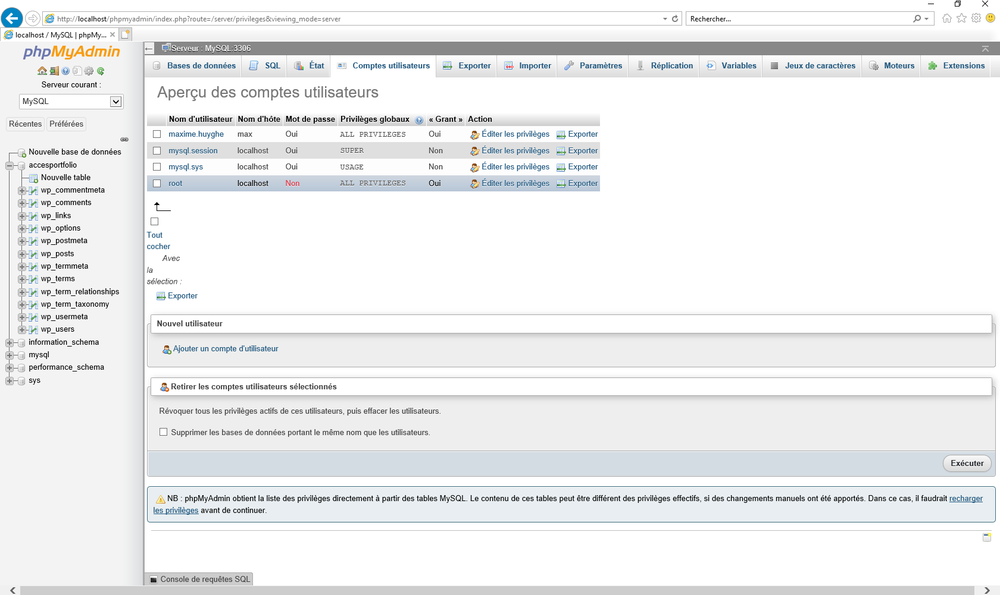 http://localhost/phpmyadmin/index.php?route=/server/privileges&viewing_mode=server
Rechercher...
localhost / MySQL | phpMy...
phpMyAdmin
Serveur courant :
MySQL
Récentes
Préférées
Nouvelle base de données
accesportfolio
Nouvelle table
wp_commentmeta
wp_comments
wp_links
wp_options
wp_postmeta
wp_posts
wp_termmeta
wp_terms
wp_term_relationships
wp_term_taxonomy
wp_usermeta
wp_users
information_schema
mysql
performance_schema
sys
Serveur : MySQL:3306
Bases de données SQL État Comptes utilisateurs Exporter Importer Paramètres Réplication Variables Jeux de caractères Moteurs Extensions
Aperçu des comptes utilisateurs
Nom d'utilisateur Nom d'hôte Mot de passe Privilèges globaux « Grant » Action
maxime.huyghe max Oui ALL PRIVILEGES Oui Éditer les privilèges Exporter
mysql.session localhost Oui SUPER Non Éditer les privilèges Exporter
mysql.sys localhost Oui USAGE Non Éditer les privilèges Exporter
root localhost Non ALL PRIVILEGES Oui Éditer les privilèges Exporter
Tout
cocher
Avec
la
sélection :
Exporter
Nouvel utilisateur
Ajouter un compte d'utilisateur
Retirer les comptes utilisateurs sélectionnés
Révoquer tous les privilèges actifs de ces utilisateurs, puis effacer les utilisateurs.
Supprimer les bases de données portant le même nom que les utilisateurs.
Exécuter
NB : phpMyAdmin obtient la liste des privilèges directement à partir des tables MySQL. Le contenu de ces tables peut être différent des privilèges effectifs, si des changements manuels ont été apportés. Dans ce cas, il faudrait recharger
les privilèges avant de continuer.
Console de requêtes SQL